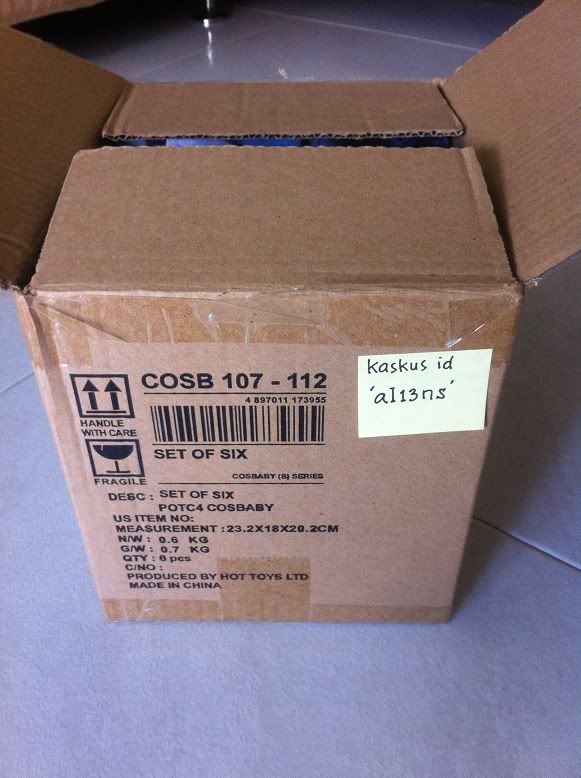 COSB 107 - 112
4 897011 173955
HANDLE
WITH CARE
SET OF SIX
FRAGILE
COSBABY (S) SERIES
DESC : SET OF SIX
POTC4 COSBABY
US ITEM NO:
MEASUREMENT :23.2X18X20.2CM
N/W : 0.6 KG
G/W : 0.7 KG
QTY : 6 pcs
C/NO :
PRODUCED BY HOT TOYS LTD
MADE IN CHINA
kaskus id
'aI13ns'